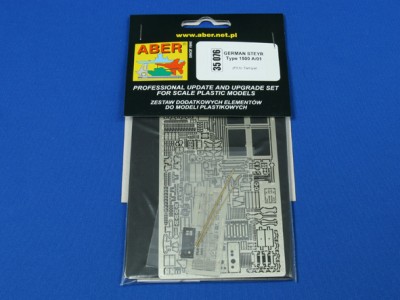 www.aber.net.pl
ABER
35 076
GERMAN STEYR
Type 1500 A/01
PROFESSIONAL UPDATE AND UPGRADE SET
FOR SCALE PLASTIC MODELS
ZESTAW DODATKOWYCH ELEMENTÓW
DO MODELI PLASTIKOWYCH